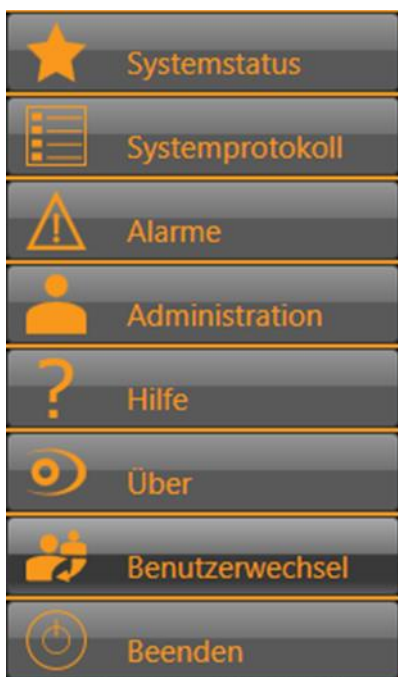 Systemstatus
Systemprotokoll
Alarme
Administration
Hilfe
Über
Benutzerwechsel
Beenden